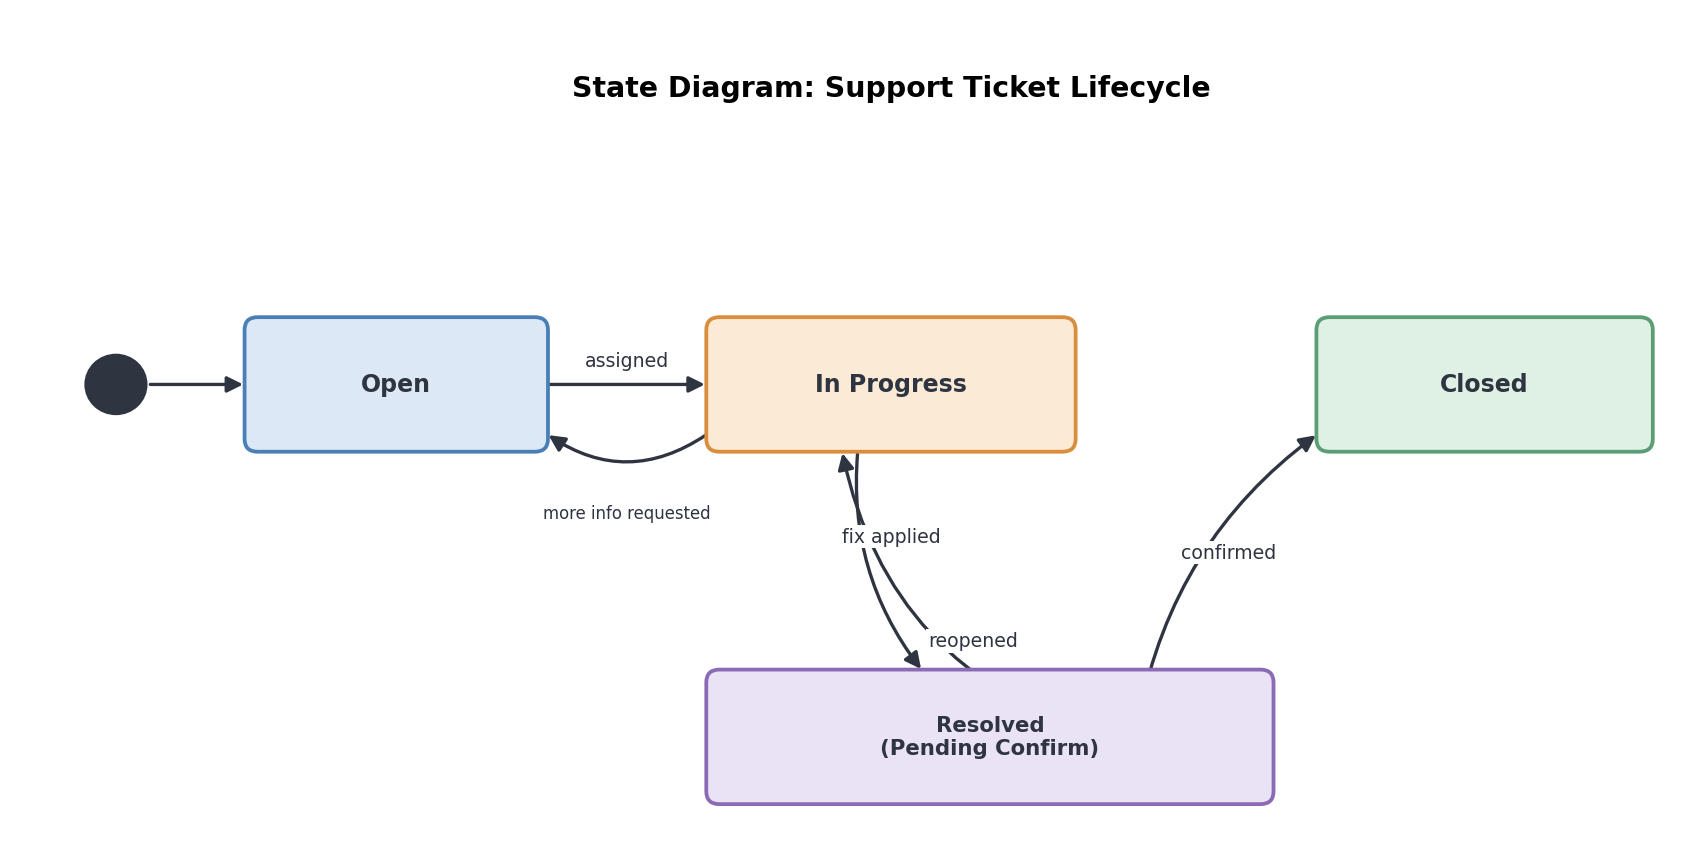 State Diagram: Support Ticket Lifecycle
assigned
Open
In Progress
Closed
more info requested
fix applied
confirmed
reopened
Resolved
(Pending Confirm)